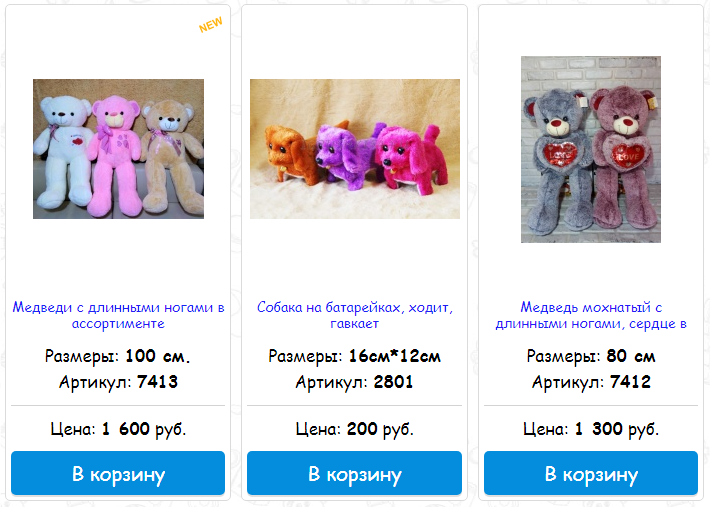 NEW
LOVE
LOVE
Медведи с длинными ногами в
ассортименте
Размеры: 100 см.
Артикул: 7413
Цена: 1 600 руб.
В корзину
Собака на батарейках, ходит,
гавкает
Размеры: 16см*12см
Артикул: 2801
Цена: 200 руб.
В корзину
Медведь мохнатый с
длинными ногами, сердце в
Размеры: 80 см
Артикул: 7412
Цена: 1 300 руб.
В корзину